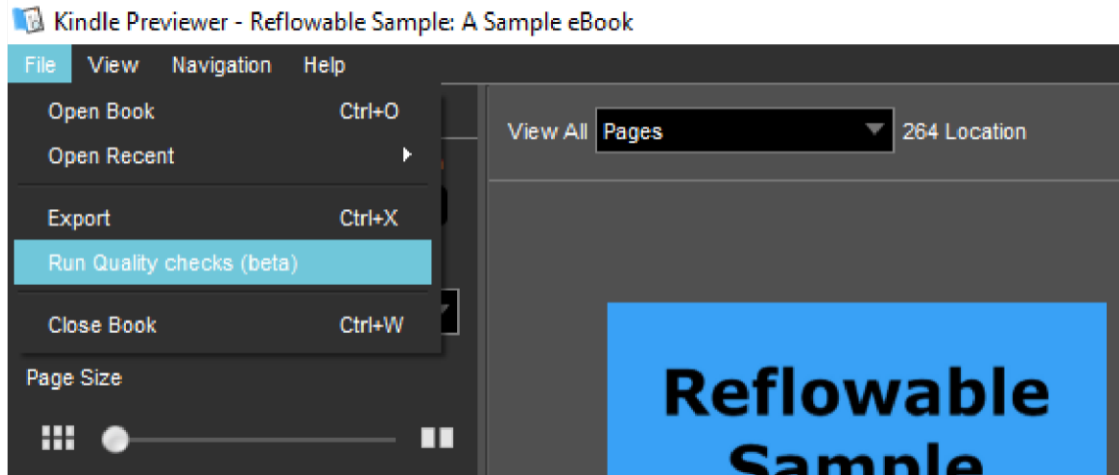 Kindle Previewer - Reflowable Sample: A Sample eBook
File View Navigation Help
Open Book Ctrl+O
Open Recent
Export Ctrl+X
Run Quality checks (beta)
Close Book Ctrl+W
Page Size
View All Pages 264 Location
Reflowable
Sample